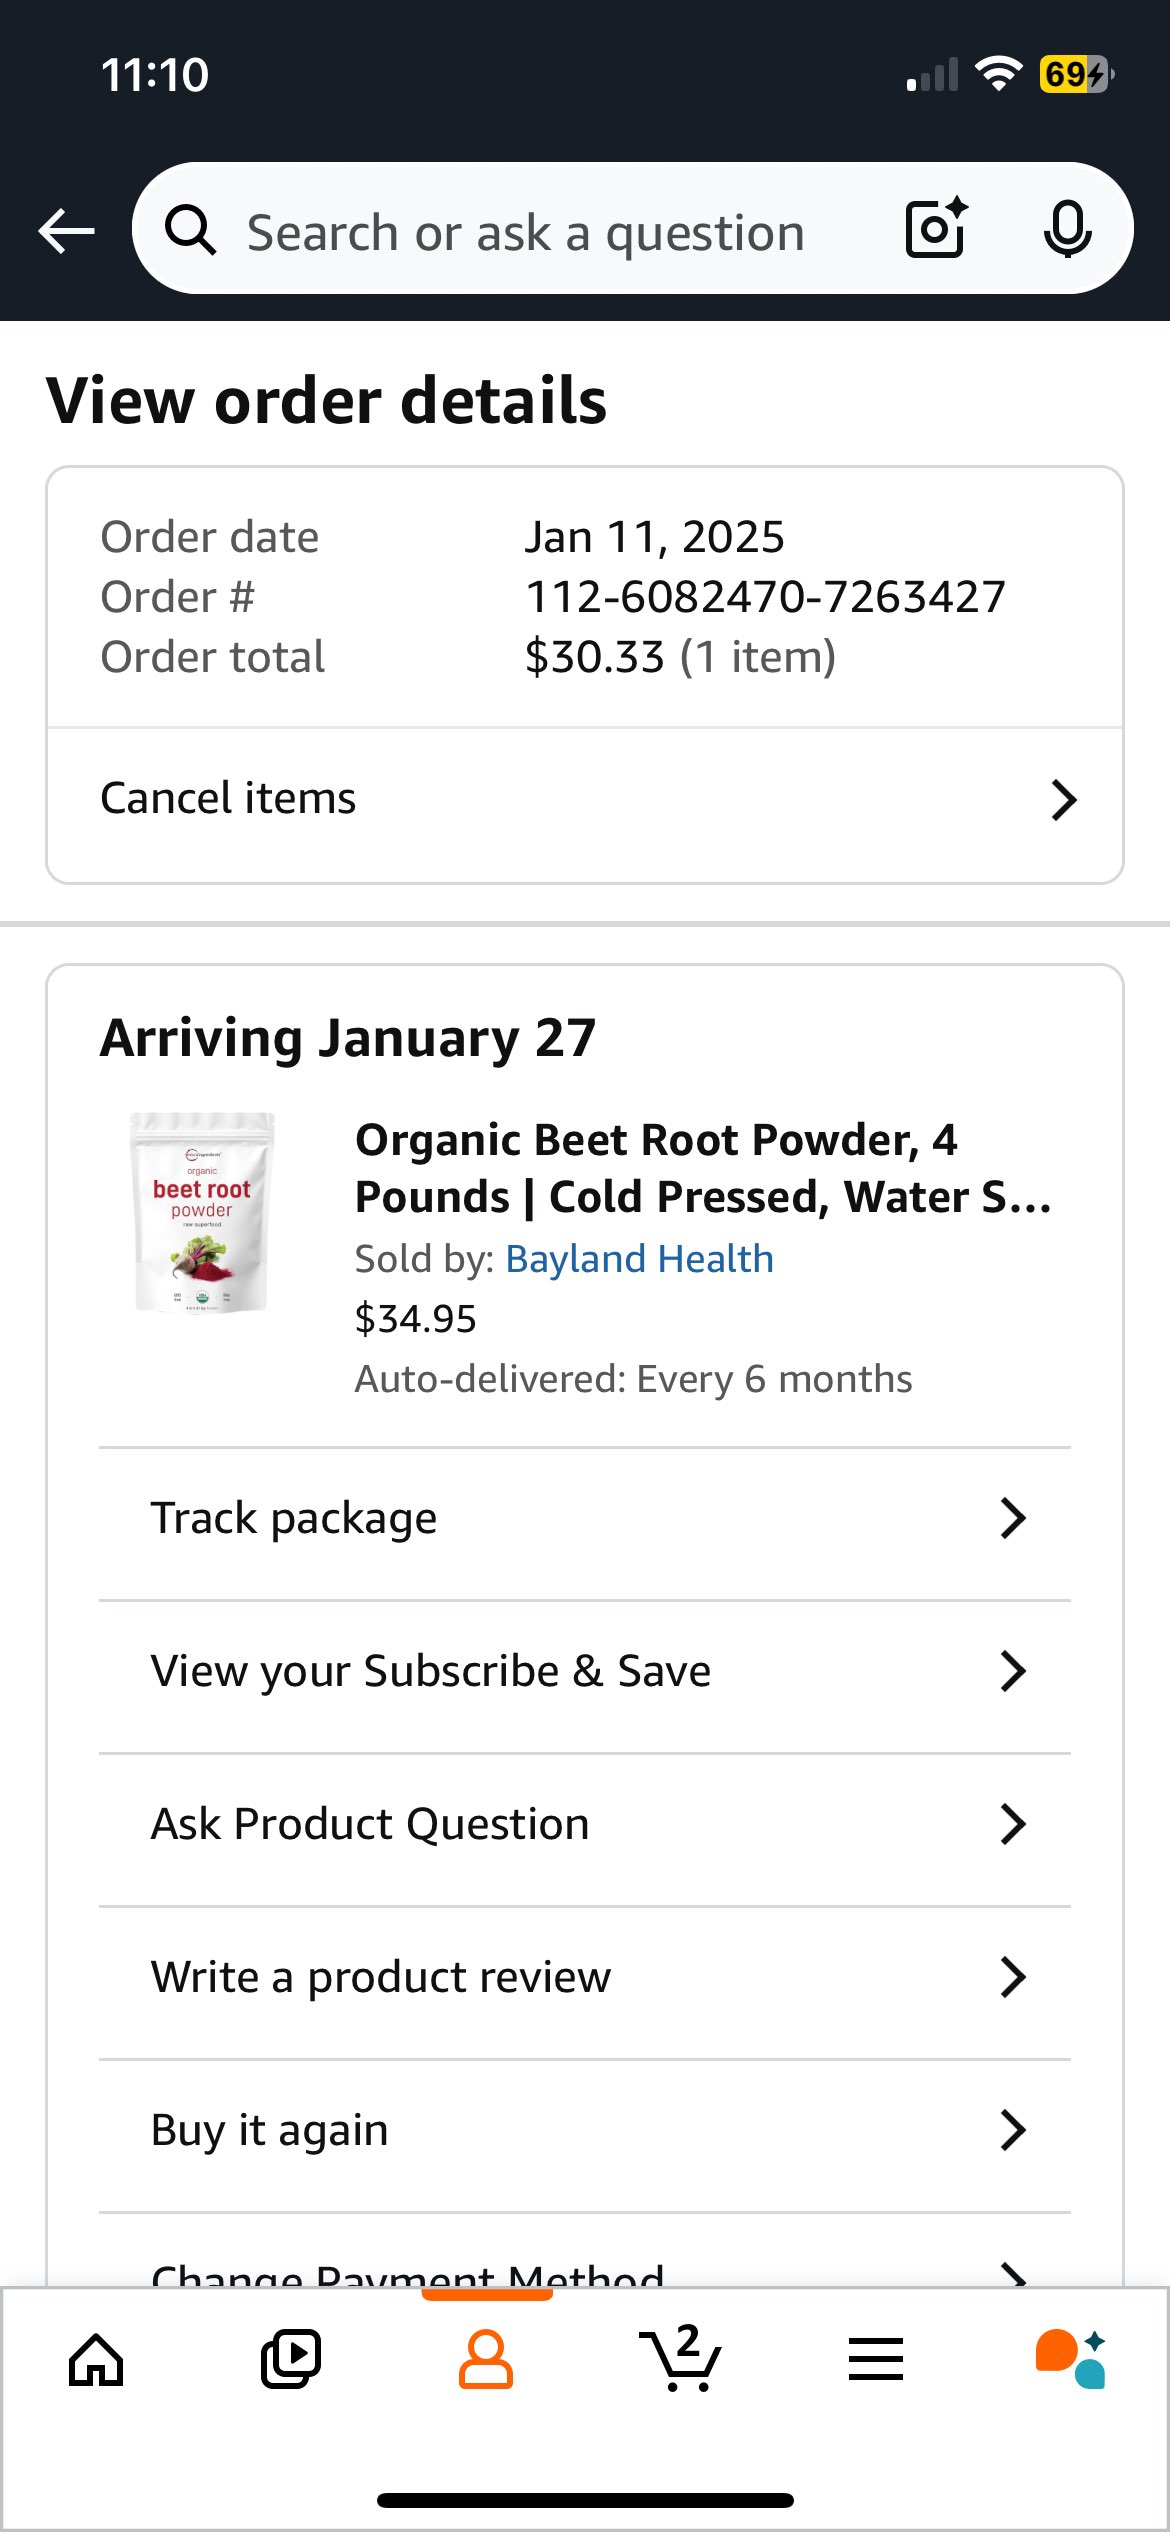 11:10
69
Search or ask a question
View order details
Order date Jan 11, 2025
Order # 112-6082470-7263427
Order total $30.33 (1 item)
Cancel items
Arriving January 27
organic
beet root
powder
raw superfood
Organic Beet Root Powder, 4
Pounds | Cold Pressed, Water S...
Sold by: Bayland Health
$34.95
Auto-delivered: Every 6 months
Track package
View your Subscribe & Save
Ask Product Question
Write a product review
Buy it again
Change Payment Method
2